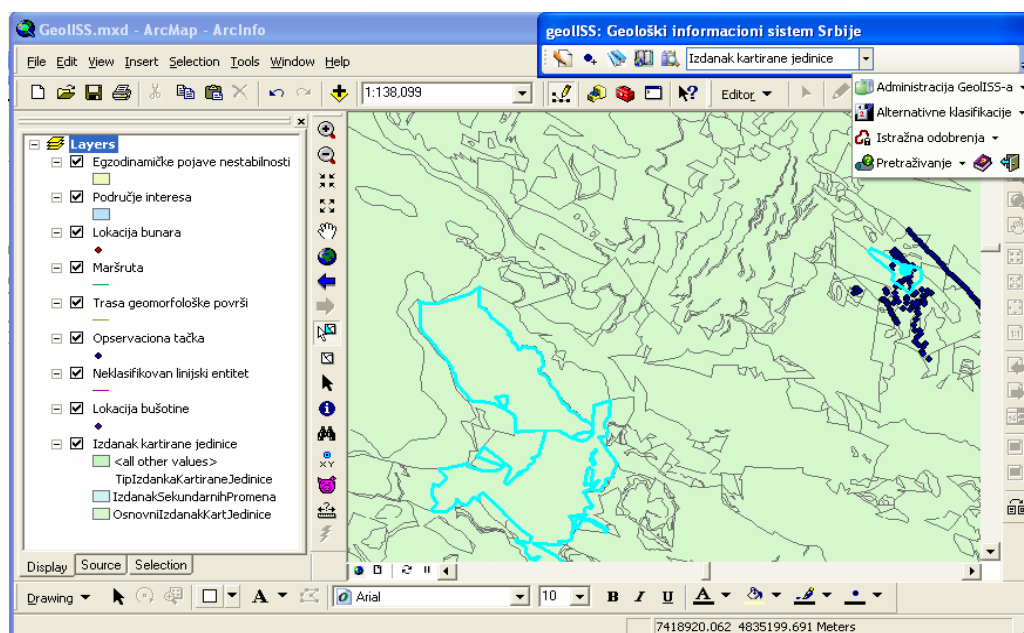 GeoIISS.mxd - ArcMap - ArcInfo
geoIISS: Geološki informacioni sistem Srbije
File Edit View Insert Selection Tools Window Help
Izdanak kartirane jedinice
1:138,099
Editor
Administracija GeoIISS-a
Alternativne klasifikacije
Istražna odobrenja
Pretraživanje
Layers
Egzodinamičke pojave nestabilnosti
Područje interesa
Lokacija bunara
Maršruta
Trasa geomorfološke površi
Opservaciona tačka
Neklasifikovan linijski entitet
Lokacija bušotine
Izdanak kartirane jedinice
<all other values>
TipIzdankaKartiraneJedinice
IzdanakSekundarnihPromena
OsnovniIzdanakKartJedinice
Display Source Selection
Drawing A Arial 10 B I U A
7418920.062 4835199.691 Meters